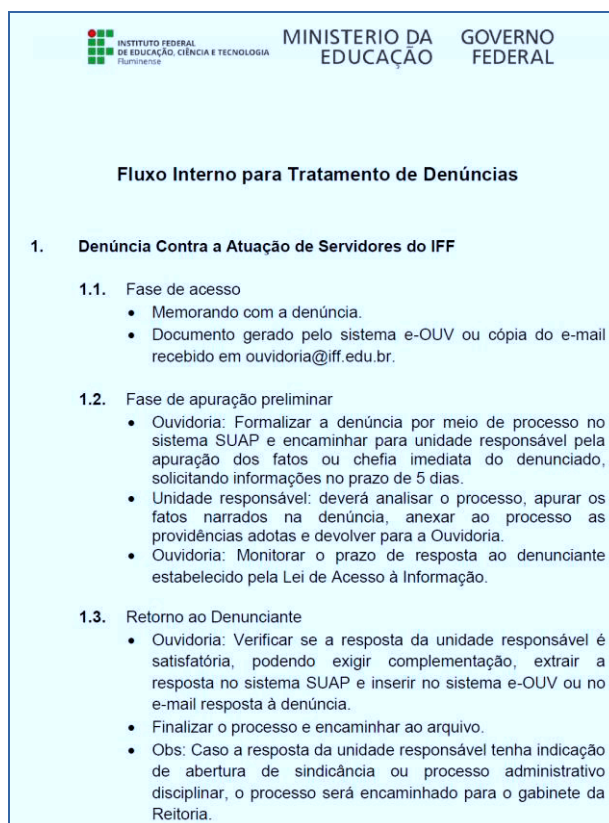 INSTITUTO FEDERAL
DE EDUCAÇÃO, CIÊNCIA E TECNOLOGIA
Fluminense
MINISTERIO DA EDUCAÇÃO
GOVERNO FEDERAL
Fluxo Interno para Tratamento de Denúncias
1. Denúncia Contra a Atuação de Servidores do IFF
1.1. Fase de acesso
• Memorando com a denúncia.
• Documento gerado pelo sistema e-OUV ou cópia do e-mail
recebido em ouvidoria@iff.edu.br.
1.2. Fase de apuração preliminar
• Ouvidoria: Formalizar a denúncia por meio de processo no
sistema SUAP e encaminhar para unidade responsável pela
apuração dos fatos ou chefia imediata do denunciado,
solicitando informações no prazo de 5 dias.
• Unidade responsável: deverá analisar o processo, apurar os
fatos narrados na denúncia, anexar ao processo as
providências adotas e devolver para a Ouvidoria.
• Ouvidoria: Monitorar o prazo de resposta ao denunciante
estabelecido pela Lei de Acesso à Informação.
1.3. Retorno ao Denunciante
• Ouvidoria: Verificar se a resposta da unidade responsável é
satisfatória, podendo exigir complementação, extrair a
resposta no sistema SUAP e inserir no sistema e-OUV ou no
e-mail resposta à denúncia.
• Finalizar o processo e encaminhar ao arquivo.
• Obs: Caso a resposta da unidade responsável tenha indicação
de abertura de sindicância ou processo administrativo
disciplinar, o processo será encaminhado para o gabinete da
Reitoria.